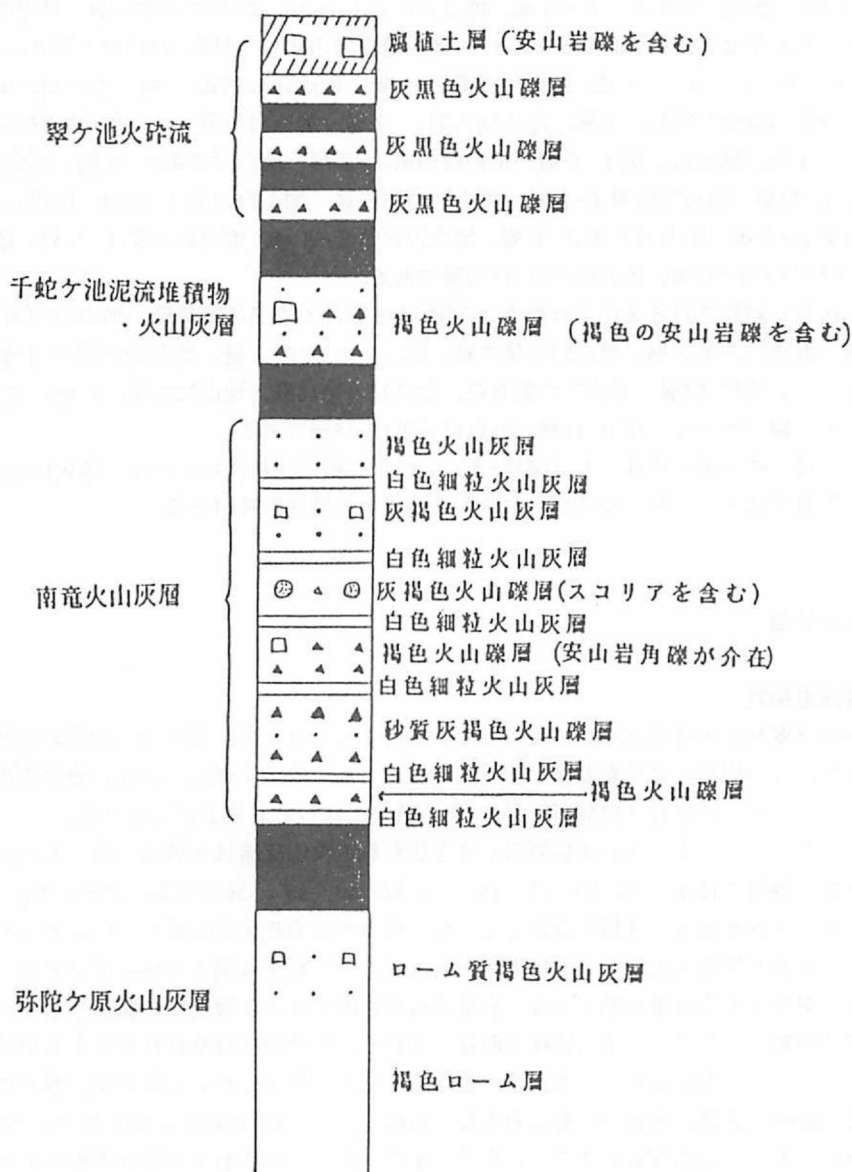 腐植土層 (安山岩礫を含む)
灰黒色火山礫層
翠ケ池火砕流
灰黒色火山礫層
灰黒色火山礫層
千蛇ケ池泥流堆積物
・火山灰層
褐色火山礫層 (褐色の安山岩礫を含む)
褐色火山灰層
白色細粒火山灰層
灰褐色火山灰層
白色細粒火山灰層
南竜火山灰層
灰褐色火山礫層(スコリアを含む)
白色細粒火山灰層
褐色火山礫層 (安山岩角礫が介在)
白色細粒火山灰層
砂質灰褐色火山礫層
白色細粒火山灰層
褐色火山礫層
白色細粒火山灰層
ローム質褐色火山灰層
弥陀ケ原火山灰層
褐色ローム層